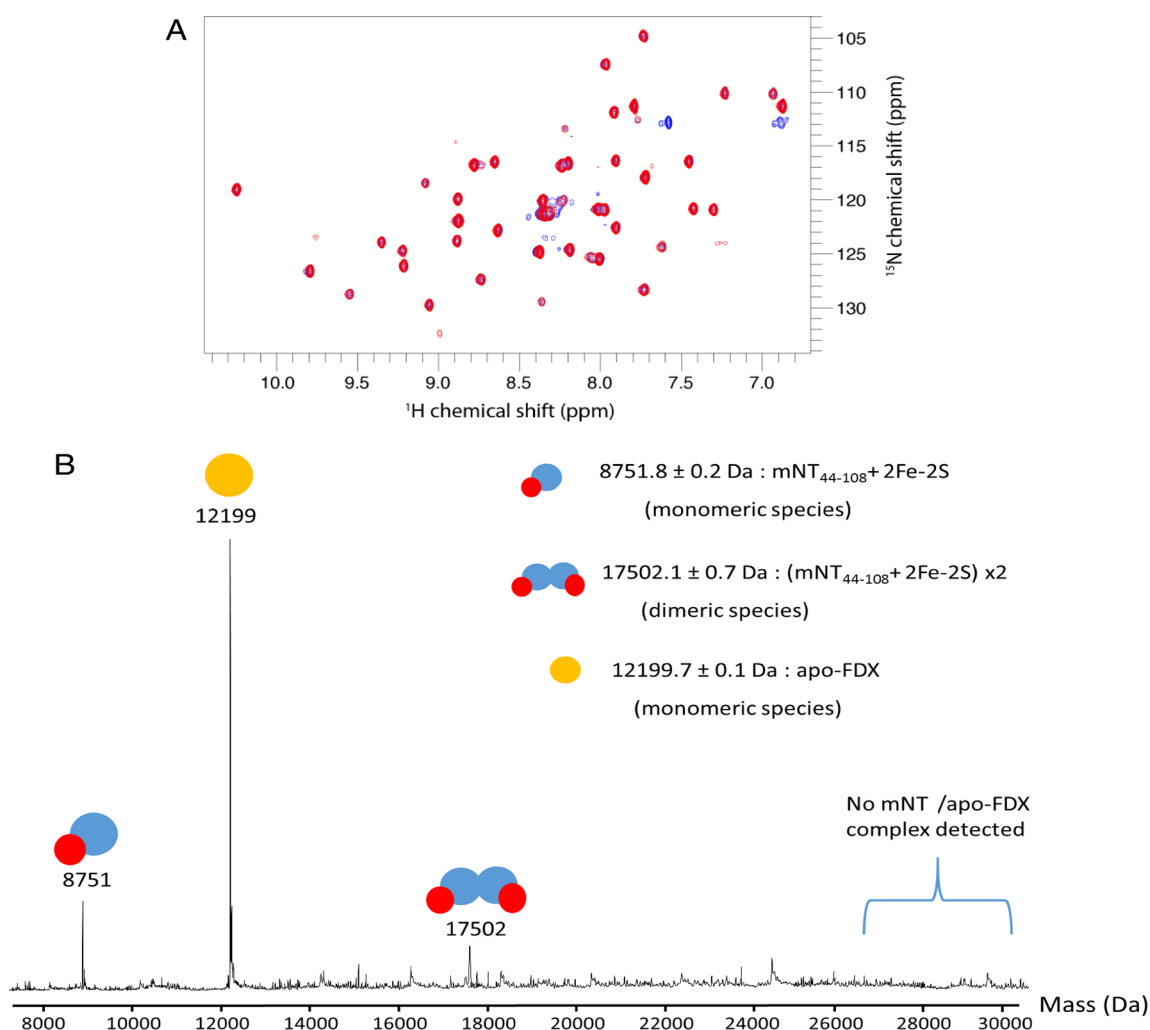 A
105
110
115
120
125
130
¹⁵N chemical shift (ppm)
10.0 9.5 9.0 8.5 8.0 7.5 7.0
¹H chemical shift (ppm)
B
12199
8751.8 ± 0.2 Da : mNT₄₄₋₁₀₈+ 2Fe-2S
(monomeric species)
17502.1 ± 0.7 Da : (mNT₄₄₋₁₀₈+ 2Fe-2S) x2
(dimeric species)
12199.7 ± 0.1 Da : apo-FDX
(monomeric species)
No mNT /apo-FDX
complex detected
8751
17502
8000 10000 12000 14000 16000 18000 20000 22000 24000 26000 28000 30000
Mass (Da)